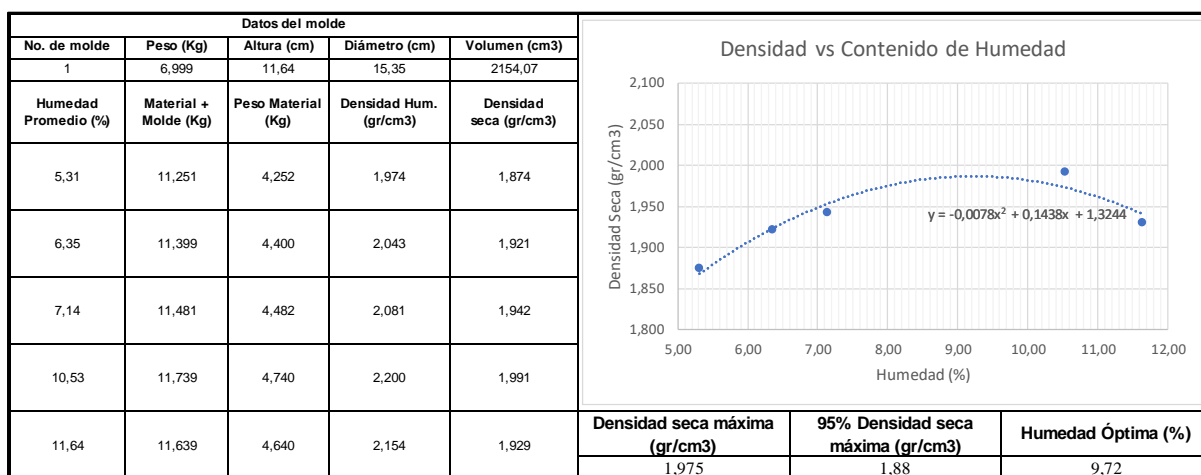 Datos del molde
No. de molde Peso (Kg) Altura (cm) Diámetro (cm) Volumen (cm3)
1 6,999 11,64 15,35 2154,07
Humedad Promedio (%) Material + Molde (Kg) Peso Material (Kg) Densidad Hum. (gr/cm3) Densidad seca (gr/cm3)
5,31 11,251 4,252 1,974 1,874
6,35 11,399 4,400 2,043 1,921
7,14 11,481 4,482 2,081 1,942
10,53 11,739 4,740 2,200 1,991
11,64 11,639 4,640 2,154 1,929
Densidad vs Contenido de Humedad
Densidad Seca (gr/cm3)
2,100
2,050
2,000
1,950
1,900
1,850
1,800
y = -0,0078x² + 0,1438x + 1,3244
5,00 6,00 7,00 8,00 9,00 10,00 11,00 12,00
Humedad (%)
Densidad seca máxima (gr/cm3) 95% Densidad seca máxima (gr/cm3) Humedad Óptima (%)
1,975 1,88 9,72